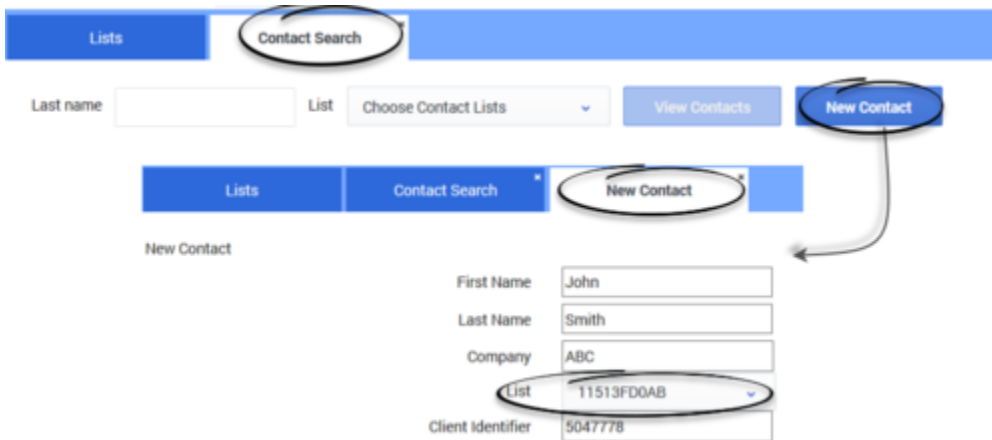 Lists Contact Search
Last name List Choose Contact Lists View Contacts New Contact
Lists Contact Search New Contact
New Contact
First Name John
Last Name Smith
Company ABC
List 11513FD0AB
Client Identifier 5047778